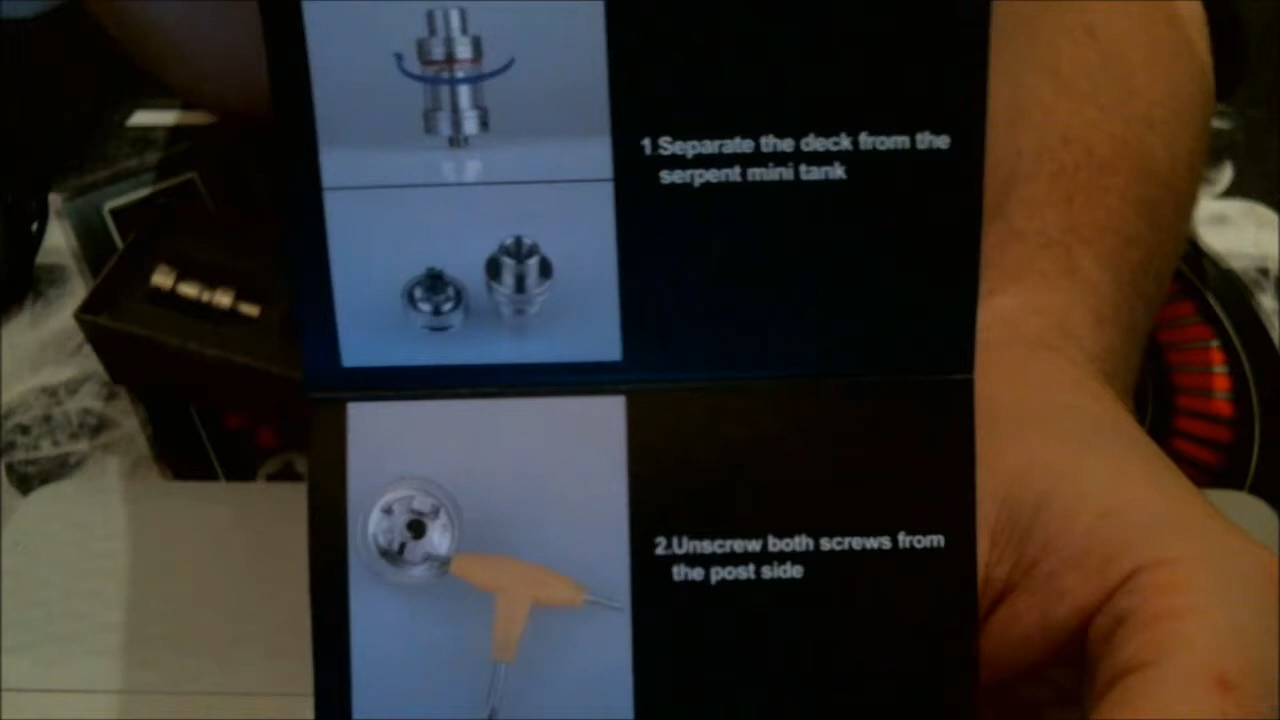 1.Separate the deck from the
serpent mini tank
2.Unscrew both screws from
the post side